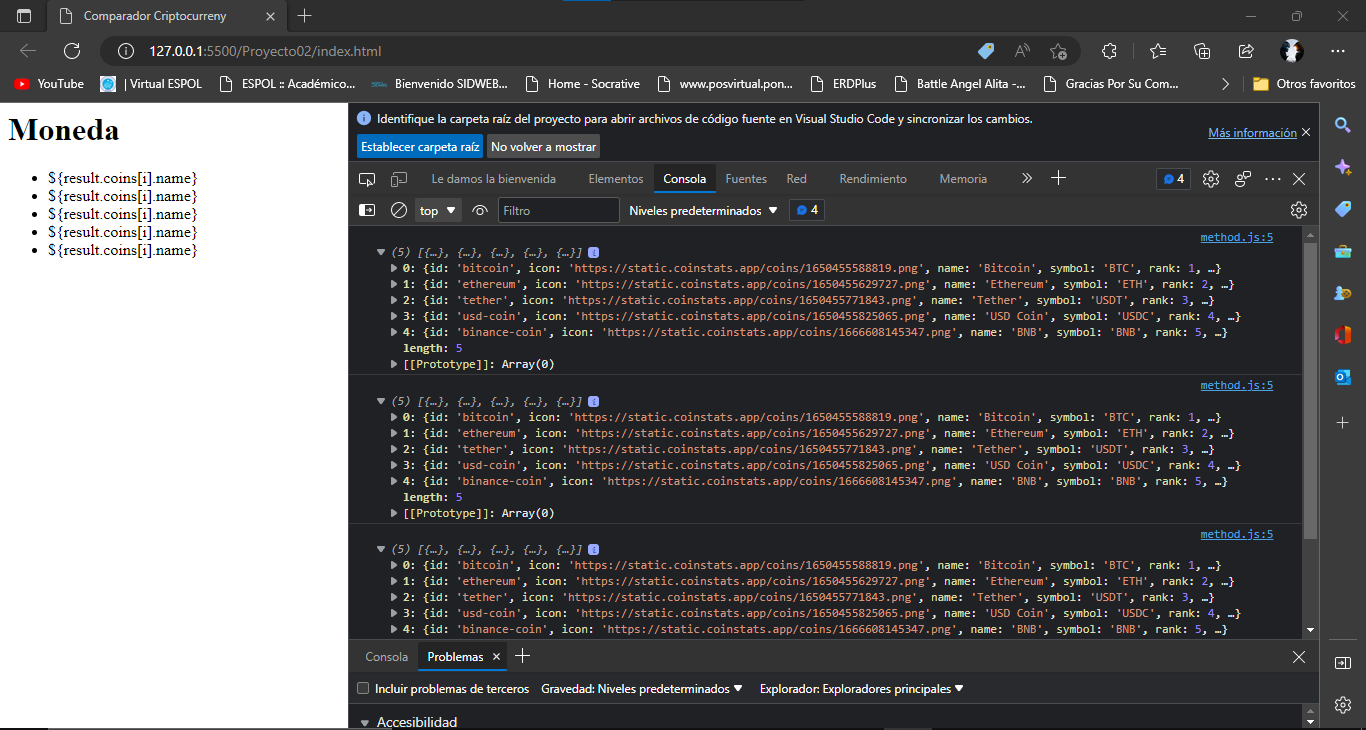 Comparador Criptocurreny
127.0.0.1:5500/Proyecto02/index.html
YouTube
| Virtual ESPOL
ESPOL :: Académico...
Bienvenido SIDWEB...
Home - Socrative
www.posvirtual.pon...
ERDPlus
Battle Angel Alita -...
Gracias Por Su Com...
Otros favoritos
Moneda
• ${result.coins[i].name}
• ${result.coins[i].name}
• ${result.coins[i].name}
• ${result.coins[i].name}
• ${result.coins[i].name}
Identifique la carpeta raíz del proyecto para abrir archivos de código fuente en Visual Studio Code y sincronizar los cambios.
Más información
Establecer carpeta raíz
No volver a mostrar
Le damos la bienvenida
Elementos
Consola
Fuentes
Red
Rendimiento
Memoria
4
top
Filtro
Niveles predeterminados
4
method.js:5
(5) [{…}, {…}, {…}, {…}, {…}]
0: {id: 'bitcoin', icon: 'https://static.coinstats.app/coins/1650455588819.png', name: 'Bitcoin', symbol: 'BTC', rank: 1, …}
1: {id: 'ethereum', icon: 'https://static.coinstats.app/coins/1650455629727.png', name: 'Ethereum', symbol: 'ETH', rank: 2, …}
2: {id: 'tether', icon: 'https://static.coinstats.app/coins/1650455771843.png', name: 'Tether', symbol: 'USDT', rank: 3, …}
3: {id: 'usd-coin', icon: 'https://static.coinstats.app/coins/1650455825065.png', name: 'USD Coin', symbol: 'USDC', rank: 4, …}
4: {id: 'binance-coin', icon: 'https://static.coinstats.app/coins/1666608145347.png', name: 'BNB', symbol: 'BNB', rank: 5, …}
length: 5
[[Prototype]]: Array(0)
method.js:5
(5) [{…}, {…}, {…}, {…}, {…}]
0: {id: 'bitcoin', icon: 'https://static.coinstats.app/coins/1650455588819.png', name: 'Bitcoin', symbol: 'BTC', rank: 1, …}
1: {id: 'ethereum', icon: 'https://static.coinstats.app/coins/1650455629727.png', name: 'Ethereum', symbol: 'ETH', rank: 2, …}
2: {id: 'tether', icon: 'https://static.coinstats.app/coins/1650455771843.png', name: 'Tether', symbol: 'USDT', rank: 3, …}
3: {id: 'usd-coin', icon: 'https://static.coinstats.app/coins/1650455825065.png', name: 'USD Coin', symbol: 'USDC', rank: 4, …}
4: {id: 'binance-coin', icon: 'https://static.coinstats.app/coins/1666608145347.png', name: 'BNB', symbol: 'BNB', rank: 5, …}
length: 5
[[Prototype]]: Array(0)
method.js:5
(5) [{…}, {…}, {…}, {…}, {…}]
0: {id: 'bitcoin', icon: 'https://static.coinstats.app/coins/1650455588819.png', name: 'Bitcoin', symbol: 'BTC', rank: 1, …}
1: {id: 'ethereum', icon: 'https://static.coinstats.app/coins/1650455629727.png', name: 'Ethereum', symbol: 'ETH', rank: 2, …}
2: {id: 'tether', icon: 'https://static.coinstats.app/coins/1650455771843.png', name: 'Tether', symbol: 'USDT', rank: 3, …}
3: {id: 'usd-coin', icon: 'https://static.coinstats.app/coins/1650455825065.png', name: 'USD Coin', symbol: 'USDC', rank: 4, …}
4: {id: 'binance-coin', icon: 'https://static.coinstats.app/coins/1666608145347.png', name: 'BNB', symbol: 'BNB', rank: 5, …}
Consola
Problemas
Incluir problemas de terceros
Gravedad: Niveles predeterminados
Explorador: Exploradores principales
Accesibilidad